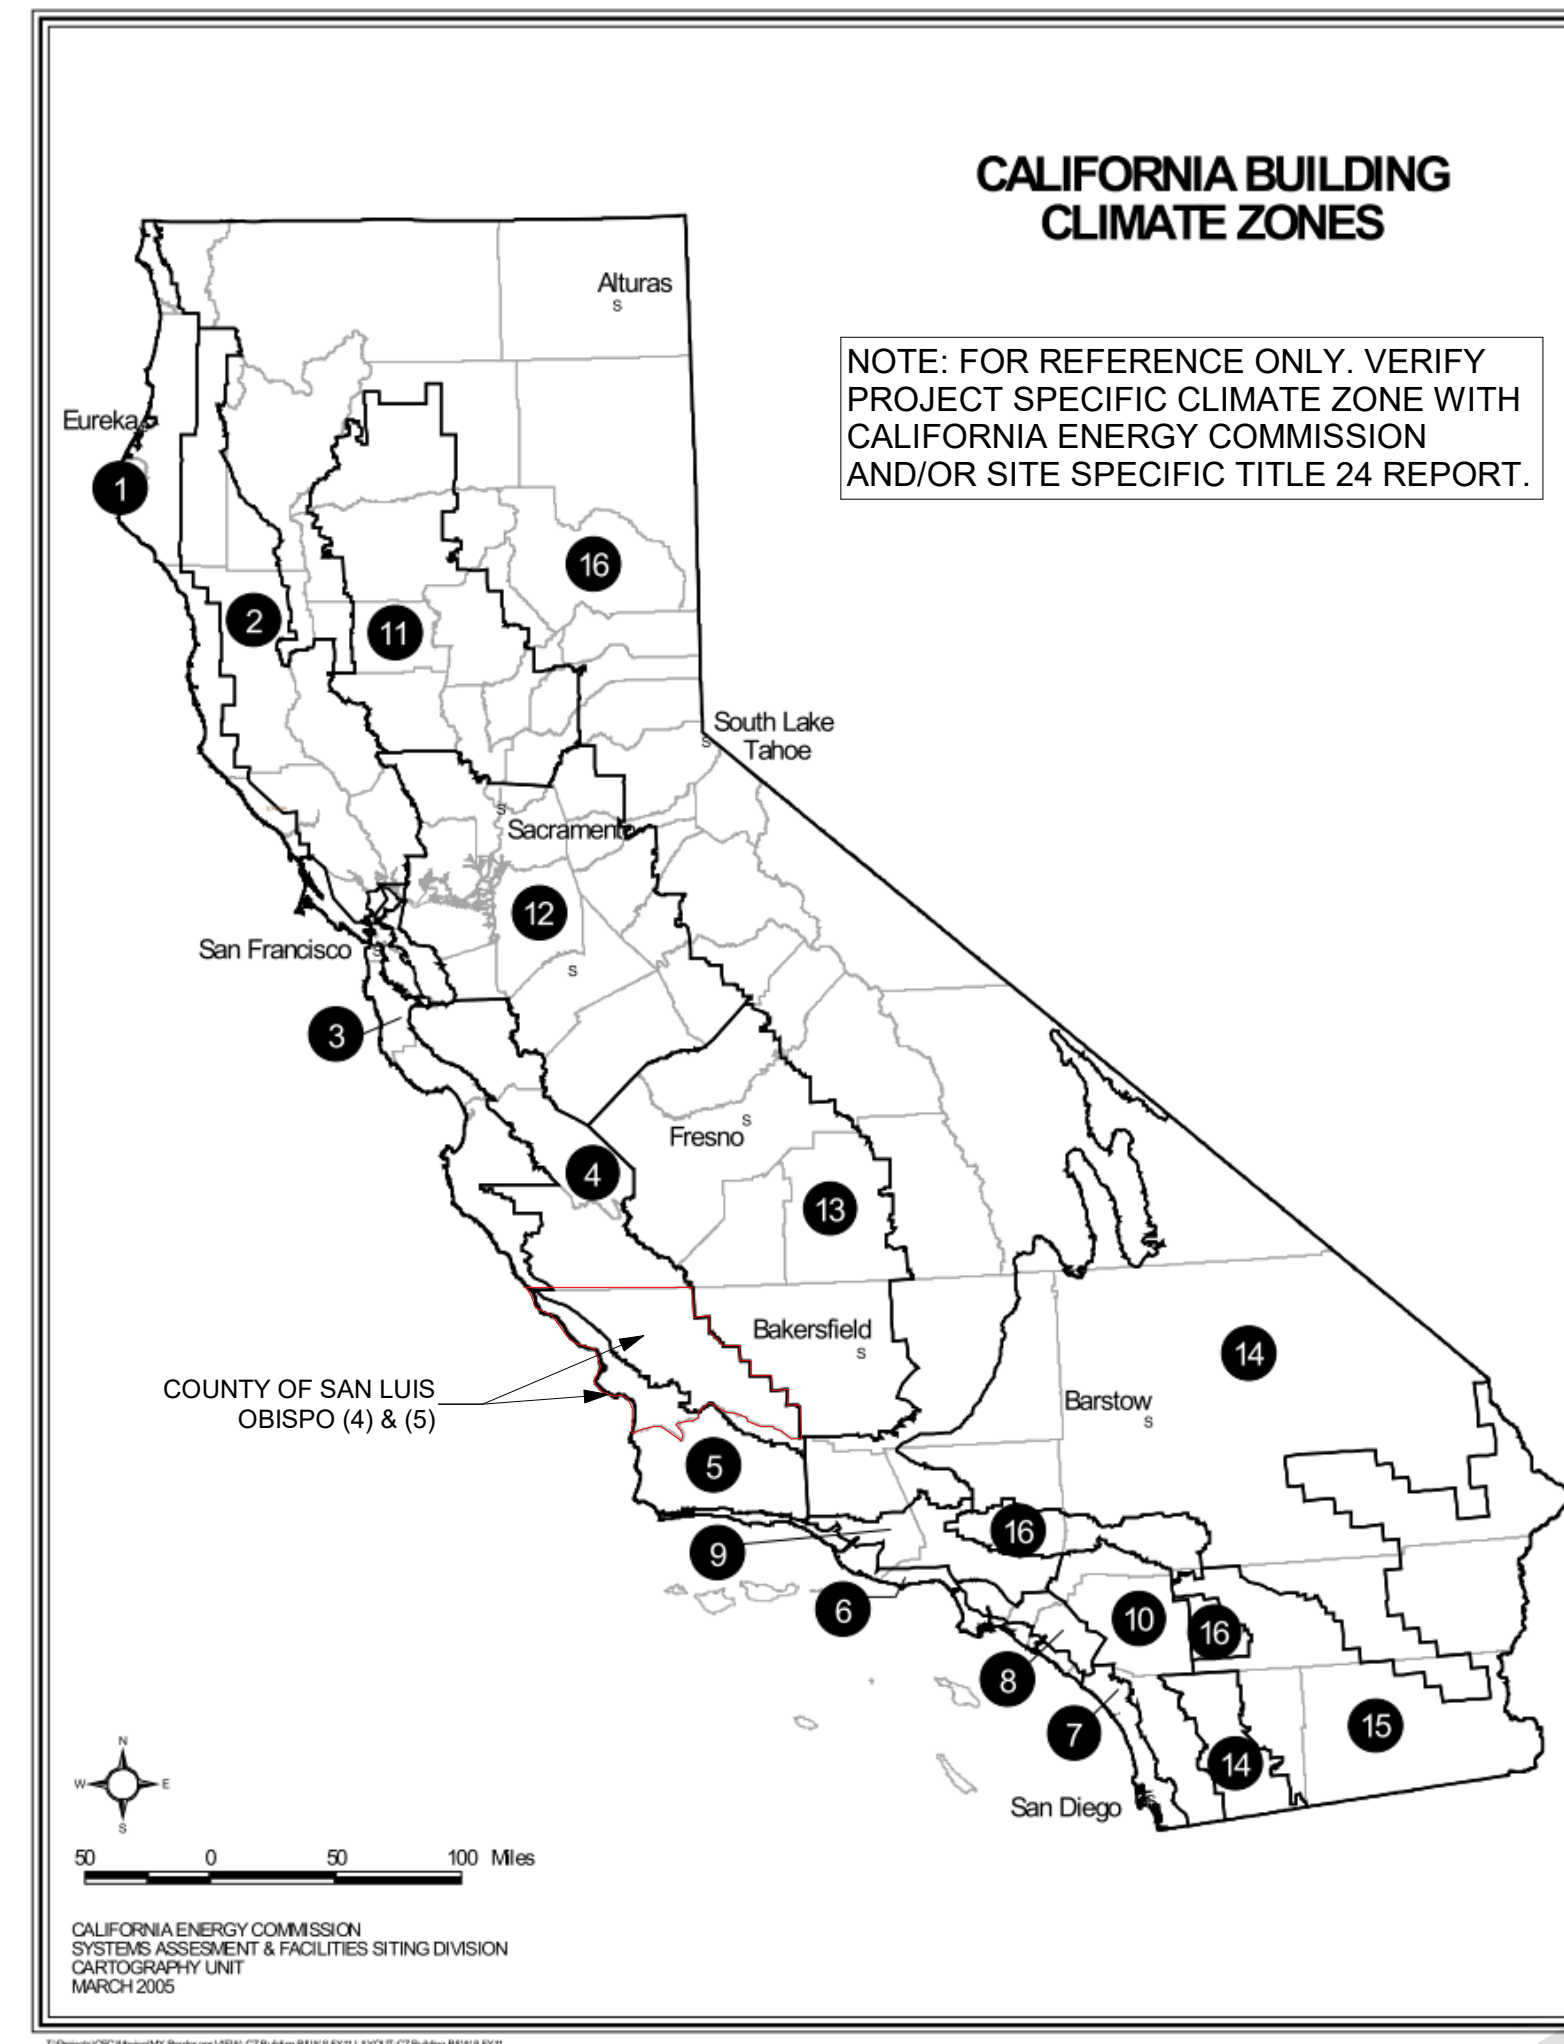 CALIFORNIA BUILDING
CLIMATE ZONES
NOTE: FOR REFERENCE ONLY. VERIFY
PROJECT SPECIFIC CLIMATE ZONE WITH
CALIFORNIA ENERGY COMMISSION
AND/OR SITE SPECIFIC TITLE 24 REPORT.
Alturas
S
Eureka
1
16
2
11
South Lake
Tahoe
S
S
Sacramento
12
San Francisco
S
S
3
Fresno
S
4
13
Bakersfield
S
14
COUNTY OF SAN LUIS
OBISPO (4) & (5)
Barstow
S
5
16
9
6
10
16
8
7
15
14
San Diego
S
N
W
E
S
50 0 50 100 Miles
CALIFORNIA ENERGY COMMISSION
SYSTEMS ASSESMENT & FACILITIES SITING DIVISION
CARTOGRAPHY UNIT
MARCH 2005